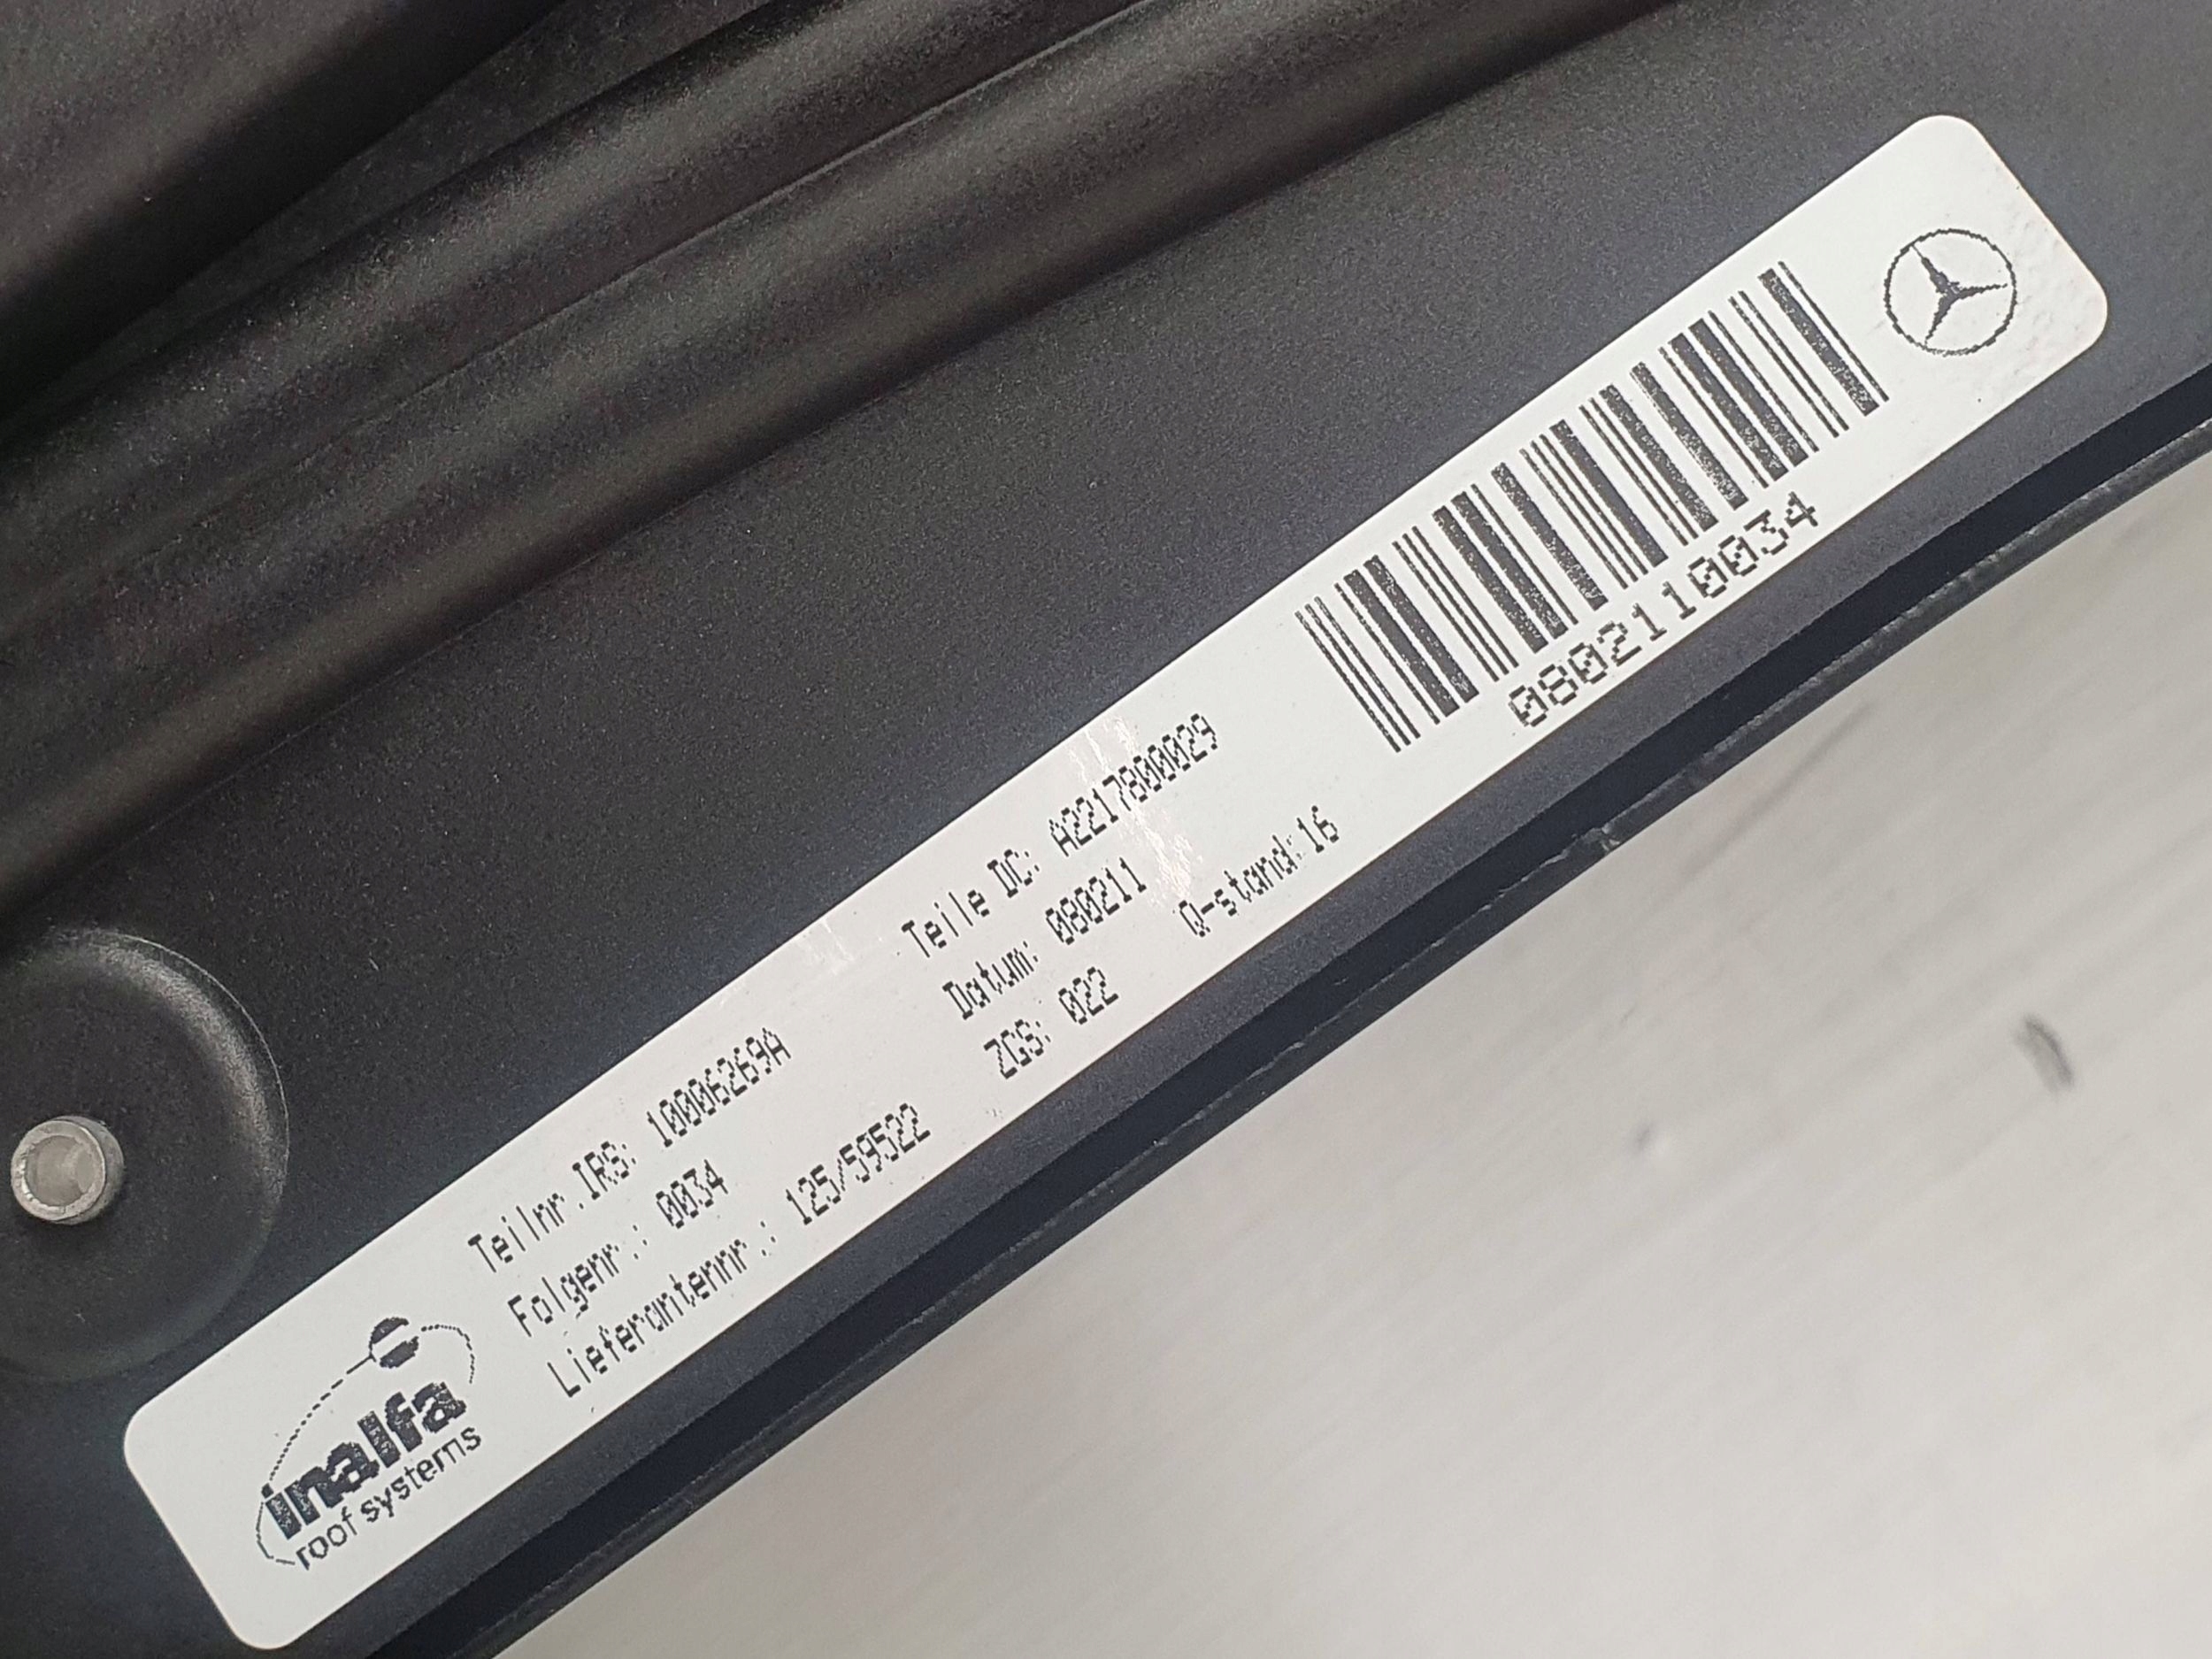 inalfa
roof systems
Teilnr.IRS: 10006269A
Folgenr.: 0034
Lieferantennr.: 125/59522
Teile DC: A2217800029
Datum: 080211
ZGS: 022 Q-stand:16
0802110034